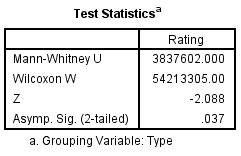 Test Statisticsa
Rating
Mann-Whitney U 3837602.000
Wilcoxon W 54213305.00
Z -2.088
Asymp. Sig. (2-tailed) .037
a. Grouping Variable: Type